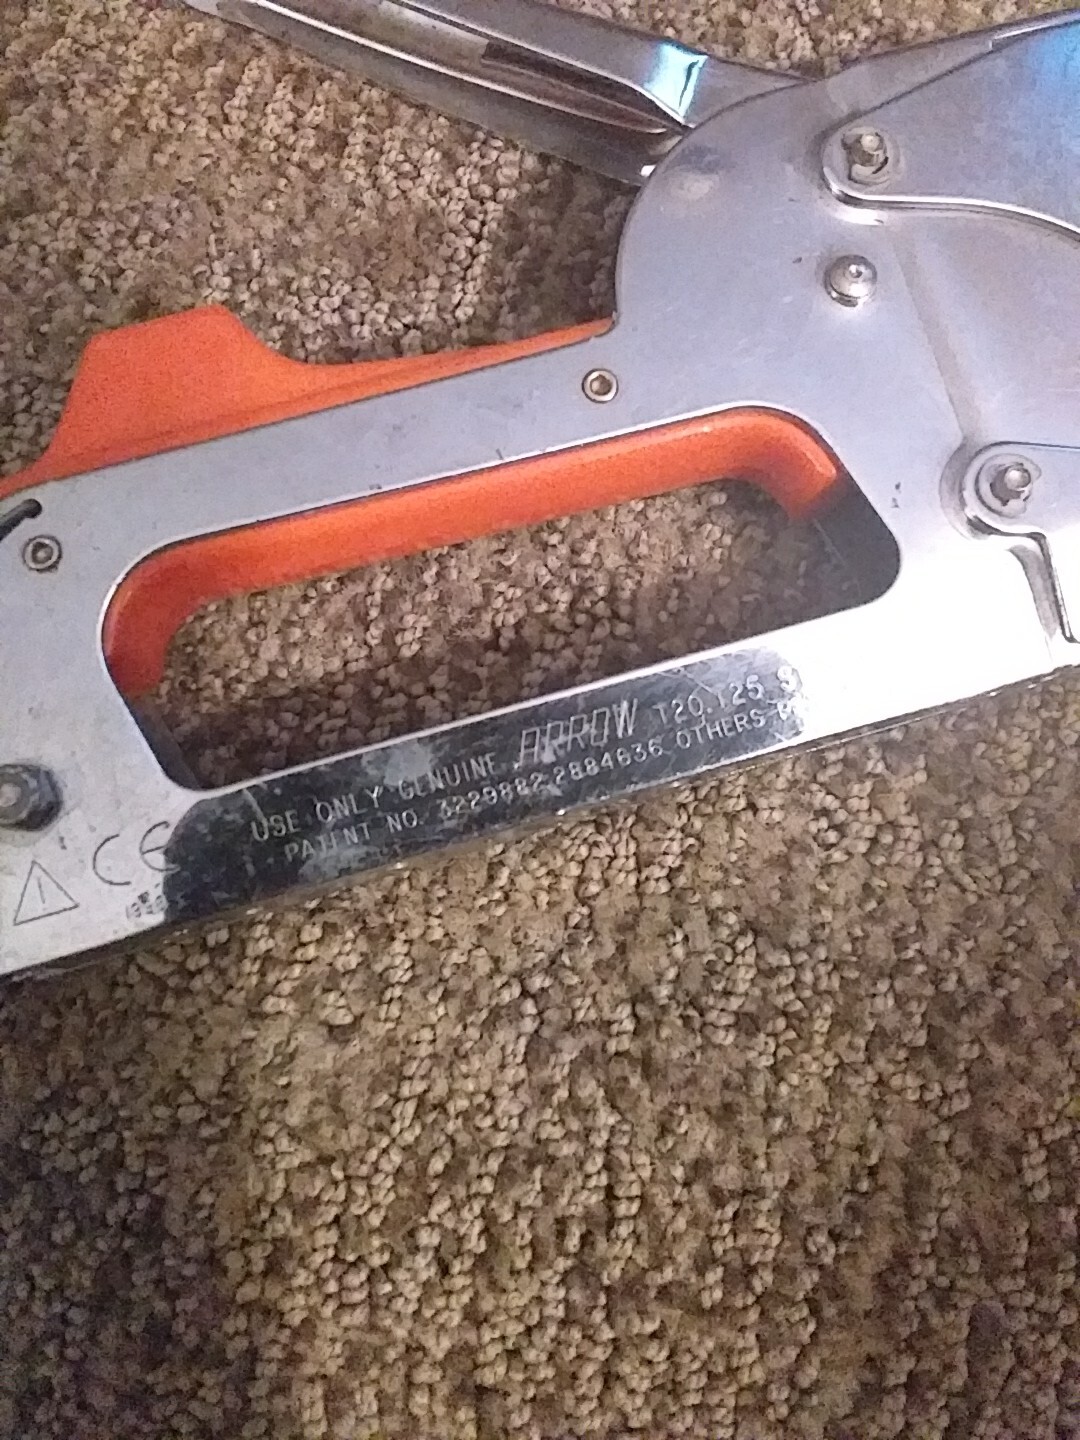 USE ONLY GENUINE ARROW T20.T25 S
PATENT NO. 3229882-2884636 OTHERS P
CE